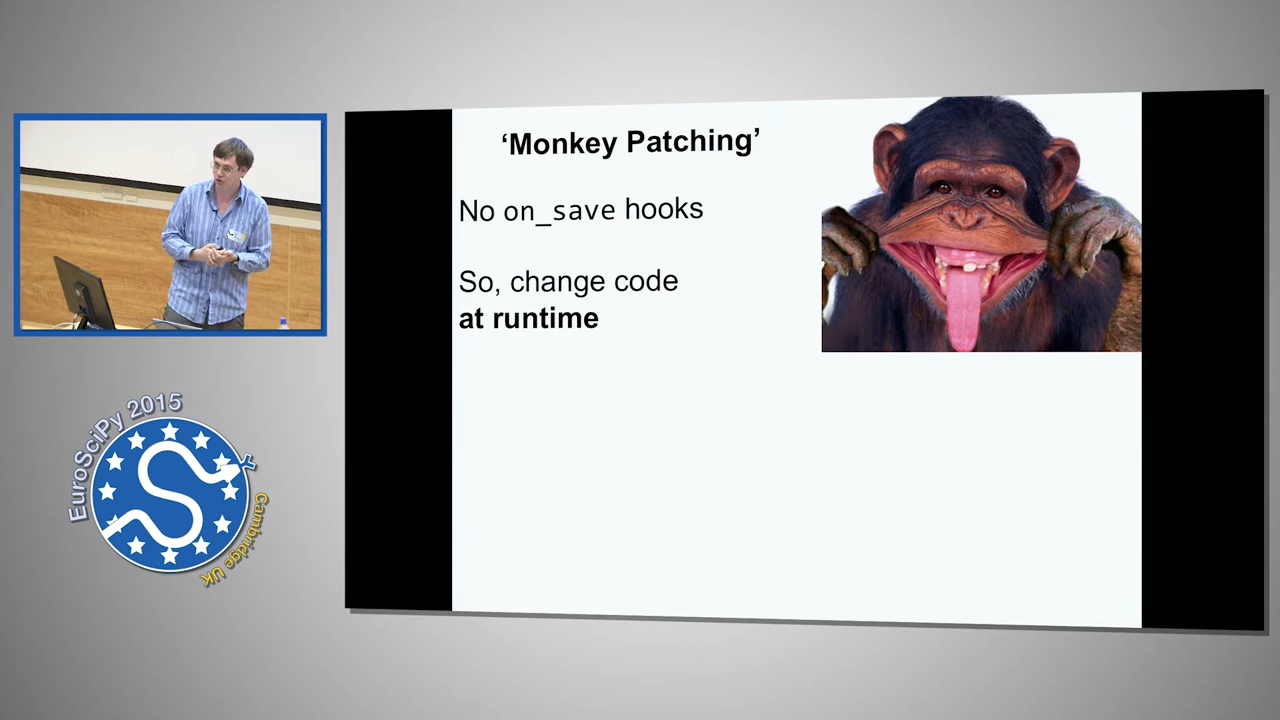 ‘Monkey Patching’
No on_save hooks
So, change code
at runtime
EuroSciPy 2015
Cambridge UK